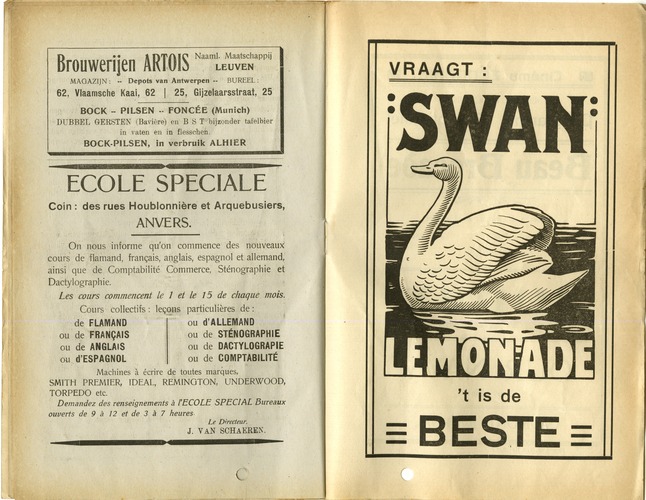 Brouwerijen ARTOIS Naaml. Maatschappij
LEUVEN
MAGAZIJN: -- Depots van Antwerpen -- BUREEL:
62, Vlaamsche Kaai, 62 | 25, Gijzelaarsstraat, 25
BOCK – PILSEN – FONCÉE (Munich)
DUBBEL GERSTEN (Bavière) en B S T bijzonder tafelbier
in vaten en in flesschen.
BOCK-PILSEN, in verbruik ALHIER
ECOLE SPECIALE
Coin: des rues Houblonnière et Arquebusiers,
ANVERS.
On nous informe qu'on commence des nouveaux
cours de flamand, français, anglais, espagnol et allemand,
ainsi que de Comptabilité Commerce, Sténographie et
Dactylographie.
Les cours commencent le 1 et le 15 de chaque mois.
Cours collectifs: leçons particulières de:
de FLAMAND
ou de FRANÇAIS
ou de ANGLAIS
ou d'ESPAGNOL
ou d'ALLEMAND
ou de STÉNOGRAPHIE
ou de DACTYLOGRAPIE
ou de COMPTABILITÉ
Machines à écrire de toutes marques,
SMITH PREMIER, IDEAL, REMINGTON, UNDERWOOD,
TORPEDO etc.
Demandez des renseignements à l'ECOLE SPECIAL Bureaux
ouverts de 9 à 12 et de 3 à 7 heures
Le Directeur.
J. VAN SCHAEREN.
VRAAGT :
:SWAN:
LEMONADE
't is de
BESTE